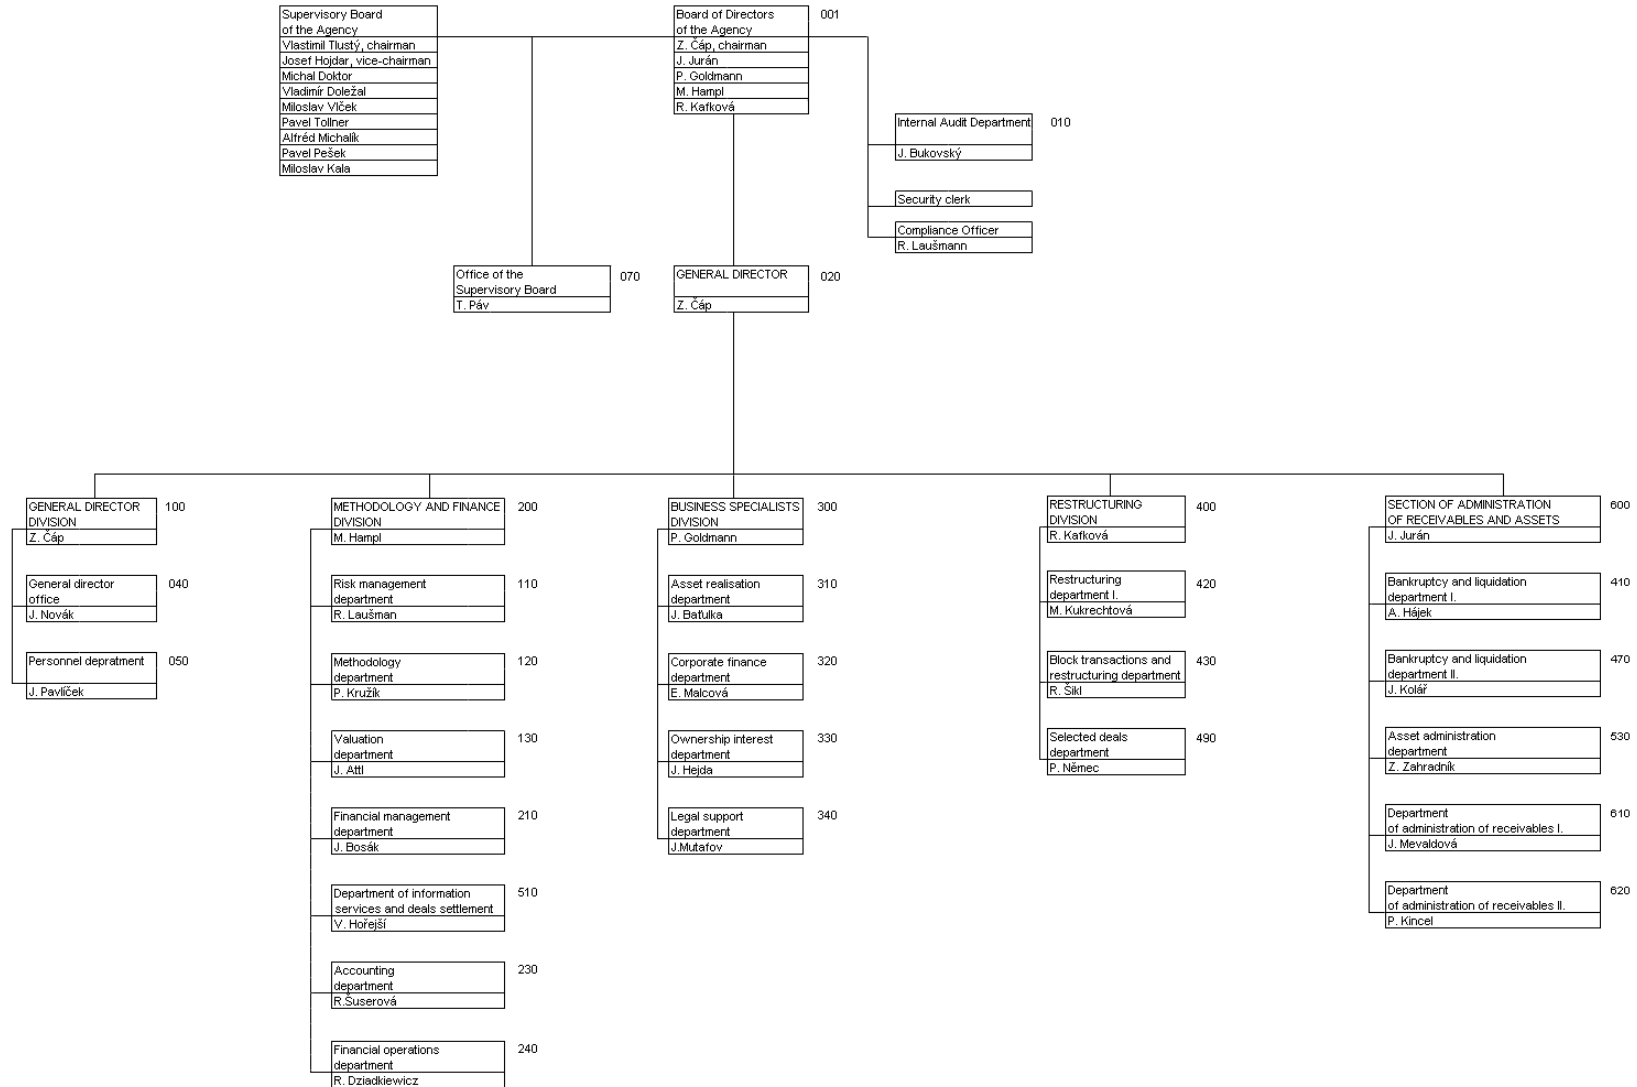 Supervisory Board
of the Agency
Vlastimil Tlustý, chairman
Josef Hojdar, vice-chairman
Michal Doktor
Vladimír Doležal
Miloslav Vlček
Pavel Tollner
Alfréd Michalík
Pavel Pešek
Miloslav Kala
Board of Directors 001
of the Agency
Z. Čáp, chairman
J. Jurán
P. Goldmann
M. Hampl
R. Kafková
Internal Audit Department 010
J. Bukovský
Security clerk
Compliance Officer
R. Laušmann
Office of the 070
Supervisory Board
T. Páv
GENERAL DIRECTOR 020
Z. Čáp
GENERAL DIRECTOR 100
DIVISION
Z. Čáp
General director 040
office
J. Novák
Personnel depratment 050
J. Pavlíček
METHODOLOGY AND FINANCE 200
DIVISION
M. Hampl
Risk management 110
department
R. Laušman
Methodology 120
department
P. Kružík
Valuation 130
department
J. Attl
Financial management 210
department
J. Bosák
Department of information 510
services and deals settlement
V. Hořejší
Accounting 230
department
R.Šuserová
Financial operations 240
department
R. Dziadkiewicz
BUSINESS SPECIALISTS 300
DIVISION
P. Goldmann
Asset realisation 310
department
J. Baťulka
Corporate finance 320
department
E. Malcová
Ownership interest 330
department
J. Hejda
Legal support 340
department
J.Mutafov
RESTRUCTURING 400
DIVISION
R. Kafková
Restructuring 420
department I.
M. Kukrechtová
Block transactions and 430
restructuring department
R. Šikl
Selected deals 490
department
P. Němec
SECTION OF ADMINISTRATION 600
OF RECEIVABLES AND ASSETS
J. Jurán
Bankruptcy and liquidation 410
department I.
A. Hájek
Bankruptcy and liquidation 470
department II.
J. Kolář
Asset administration 530
department
Z. Zahradník
Department 610
of administration of receivables I.
J. Mevaldová
Department 620
of administration of receivables II.
P. Kincel